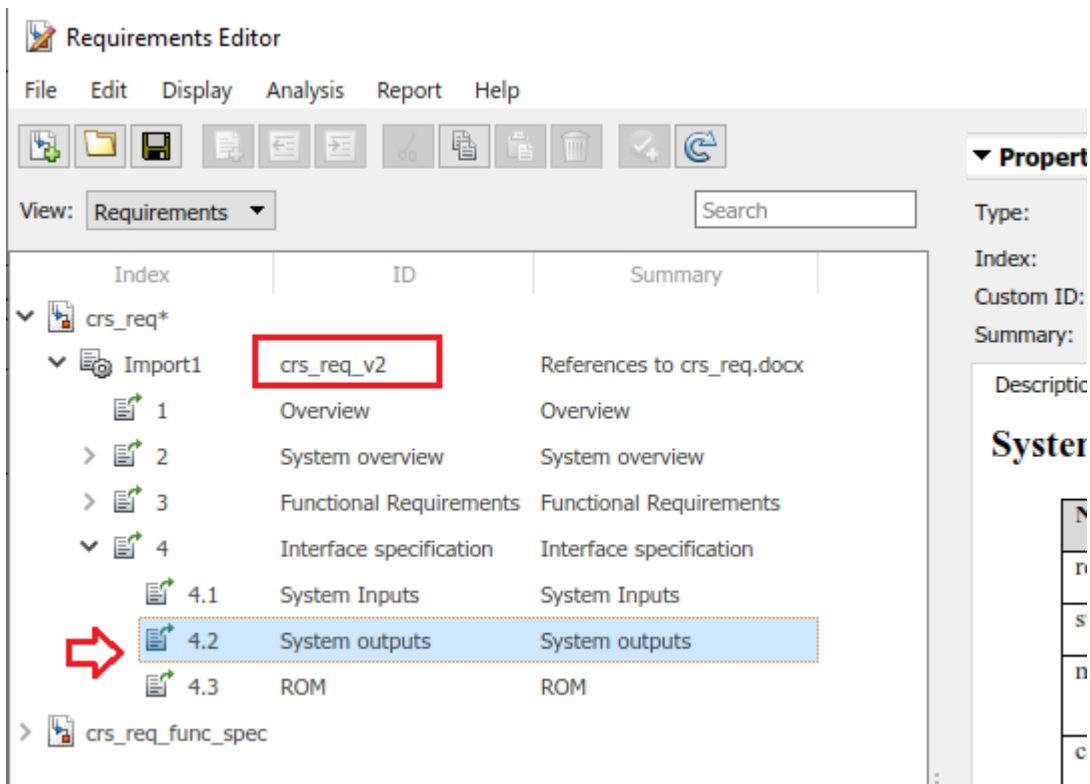 Requirements Editor
File Edit Display Analysis Report Help
View: Requirements Search
Index ID Summary
crs_req*
Import1 crs_req_v2 References to crs_req.docx
1 Overview Overview
2 System overview System overview
3 Functional Requirements Functional Requirements
4 Interface specification Interface specification
4.1 System Inputs System Inputs
4.2 System outputs System outputs
4.3 ROM ROM
crs_req_func_spec
Type:
Index:
Custom ID:
Summary: